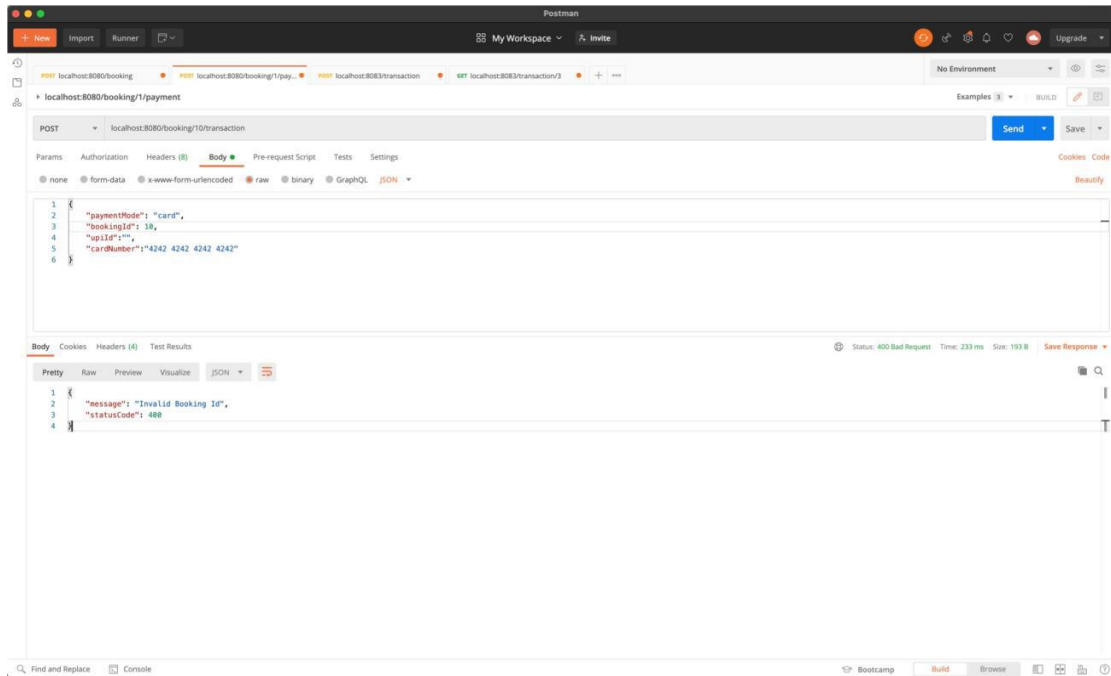 Postman
New Import Runner My Workspace Invite Upgrade
POST localhost:8080/booking POST localhost:8080/booking/1/pay... POST localhost:8083/transaction GET localhost:8083/transaction/3 No Environment
localhost:8080/booking/1/payment Examples 3 BUILD
POST localhost:8080/booking/10/transaction Send Save
Params Authorization Headers (8) Body Pre-request Script Tests Settings Cookies Code
none form-data x-www-form-urlencoded raw binary GraphQL JSON Beautify
1 {
2 "paymentMode": "card",
3 "bookingId": 10,
4 "upiId":"",
5 "cardNumber":"4242 4242 4242 4242"
6 }
Body Cookies Headers (4) Test Results Status: 400 Bad Request Time: 233 ms Size: 193 B Save Response
Pretty Raw Preview Visualize JSON
1 {
2 "message": "Invalid Booking Id",
3 "statusCode": 400
4 }
Find and Replace Console Bootcamp Build Browse